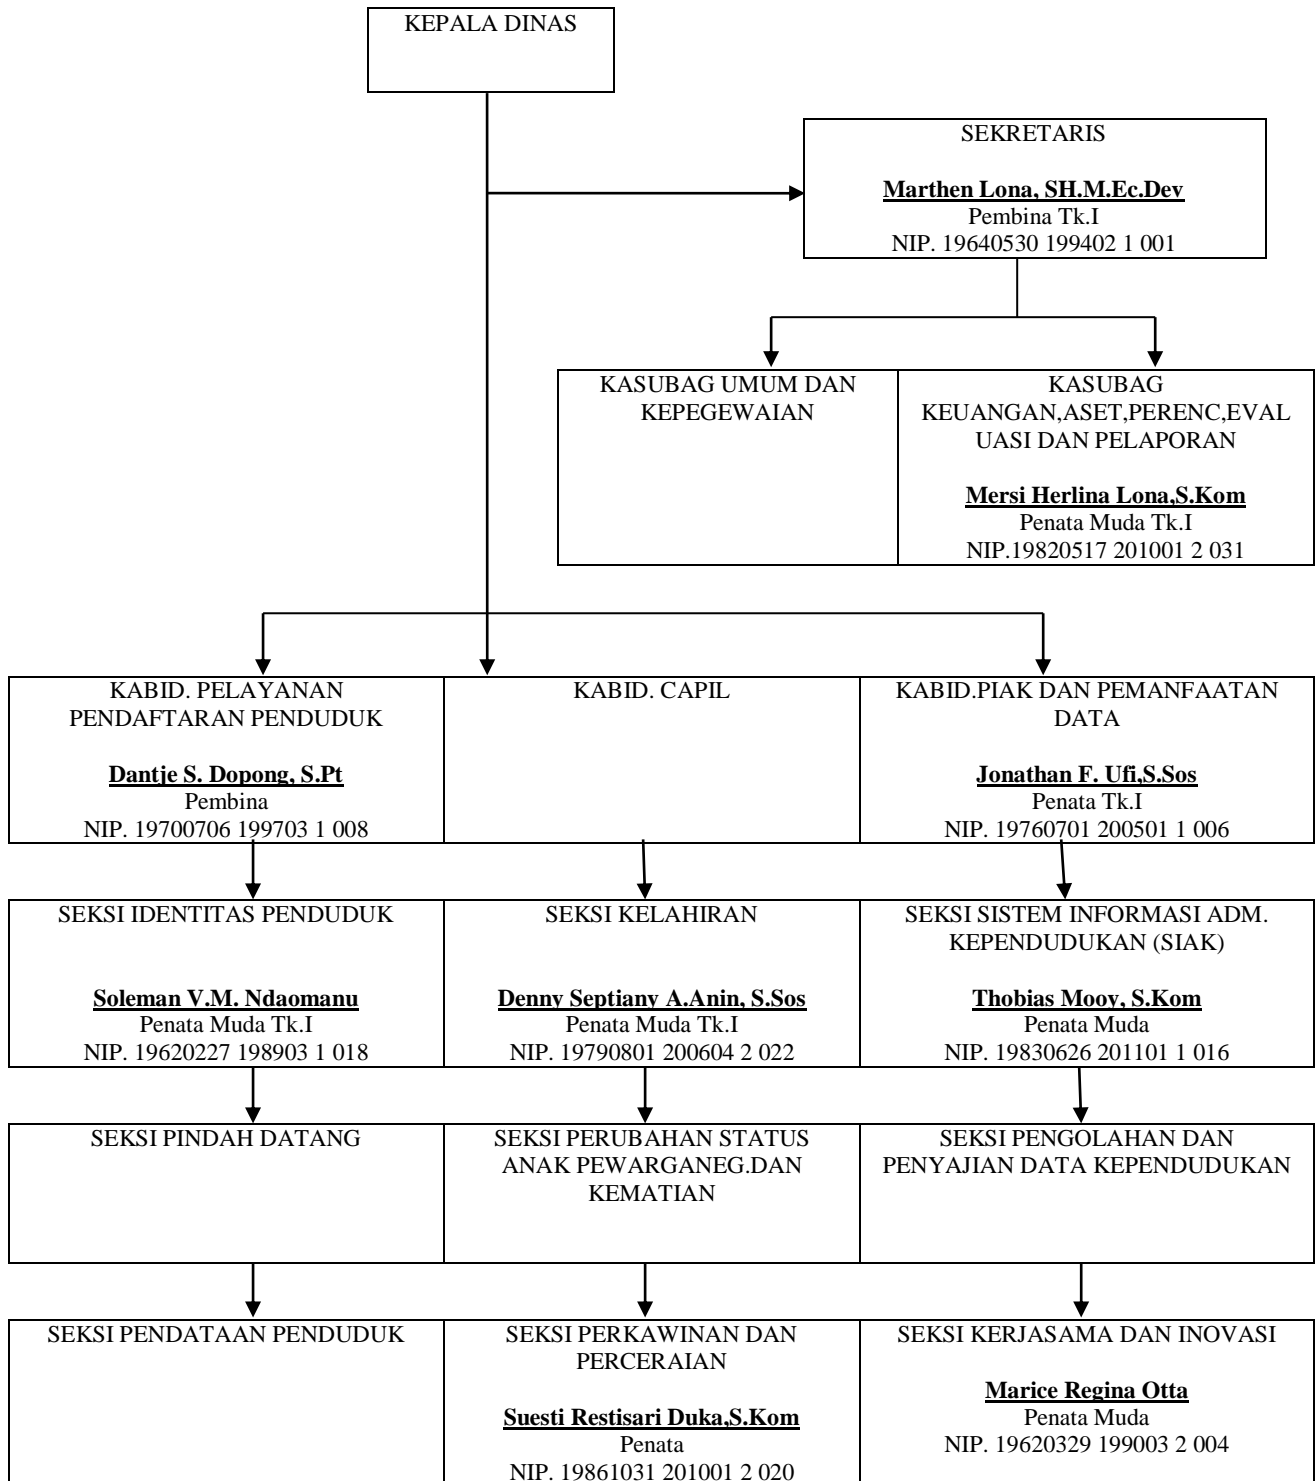 KEPALA DINAS
SEKRETARIS
Marthen Lona, SH.M.Ec.Dev
Pembina Tk.I
NIP. 19640530 199402 1 001
KASUBAG UMUM DAN
KEPEGEWAIAN
KASUBAG
KEUANGAN,ASET,PERENC,EVAL
UASI DAN PELAPORAN
Mersi Herlina Lona,S.Kom
Penata Muda Tk.I
NIP.19820517 201001 2 031
KABID. PELAYANAN
PENDAFTARAN PENDUDUK
Dantje S. Dopong, S.Pt
Pembina
NIP. 19700706 199703 1 008
KABID. CAPIL
KABID.PIAK DAN PEMANFAATAN
DATA
Jonathan F. Ufi,S.Sos
Penata Tk.I
NIP. 19760701 200501 1 006
SEKSI IDENTITAS PENDUDUK
Soleman V.M. Ndaomanu
Penata Muda Tk.I
NIP. 19620227 198903 1 018
SEKSI KELAHIRAN
Denny Septiany A.Anin, S.Sos
Penata Muda Tk.I
NIP. 19790801 200604 2 022
SEKSI SISTEM INFORMASI ADM.
KEPENDUDUKAN (SIAK)
Thobias Mooy, S.Kom
Penata Muda
NIP. 19830626 201101 1 016
SEKSI PINDAH DATANG
SEKSI PERUBAHAN STATUS
ANAK PEWARGANEG.DAN
KEMATIAN
SEKSI PENGOLAHAN DAN
PENYAJIAN DATA KEPENDUDUKAN
SEKSI PENDATAAN PENDUDUK
SEKSI PERKAWINAN DAN
PERCERAIAN
Suesti Restisari Duka,S.Kom
Penata
NIP. 19861031 201001 2 020
SEKSI KERJASAMA DAN INOVASI
Marice Regina Otta
Penata Muda
NIP. 19620329 199003 2 004